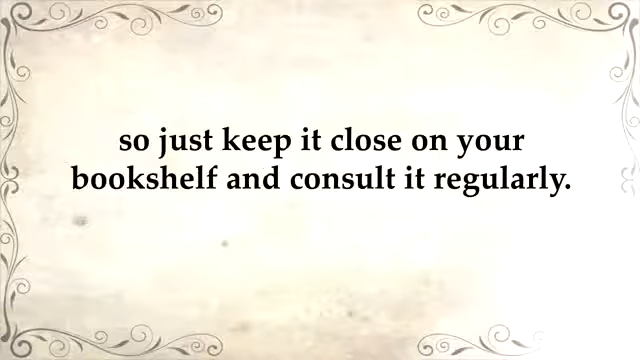 so just keep it close on your
bookshelf and consult it regularly.